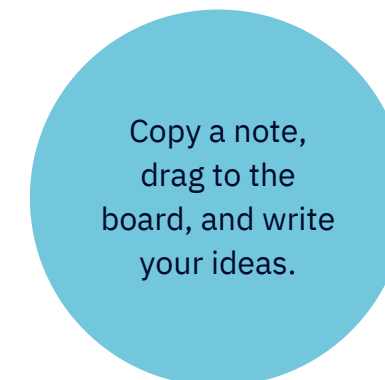 Copy a note,
drag to the
board, and write
your ideas.